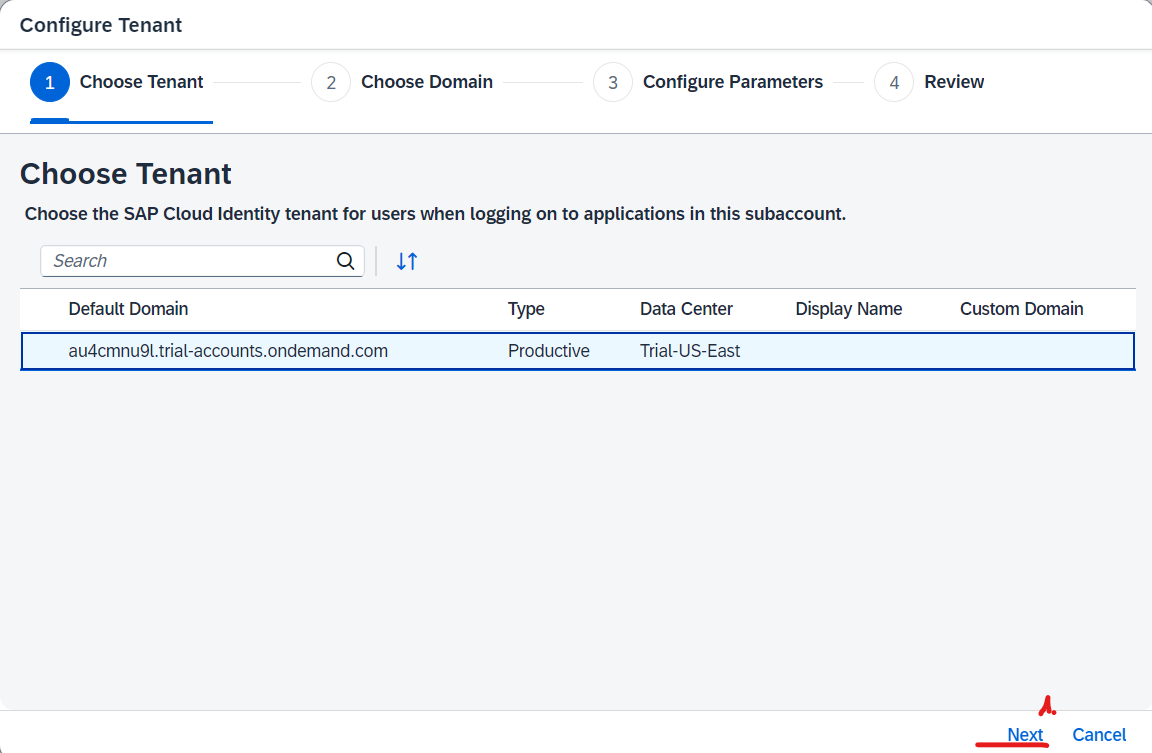 Configure Tenant
1 Choose Tenant 2 Choose Domain 3 Configure Parameters 4 Review
Choose Tenant
Choose the SAP Cloud Identity tenant for users when logging on to applications in this subaccount.
Search
Default Domain Type Data Center Display Name Custom Domain
au4cmnu9l.trial-accounts.ondemand.com Productive Trial-US-East
1.
Next Cancel